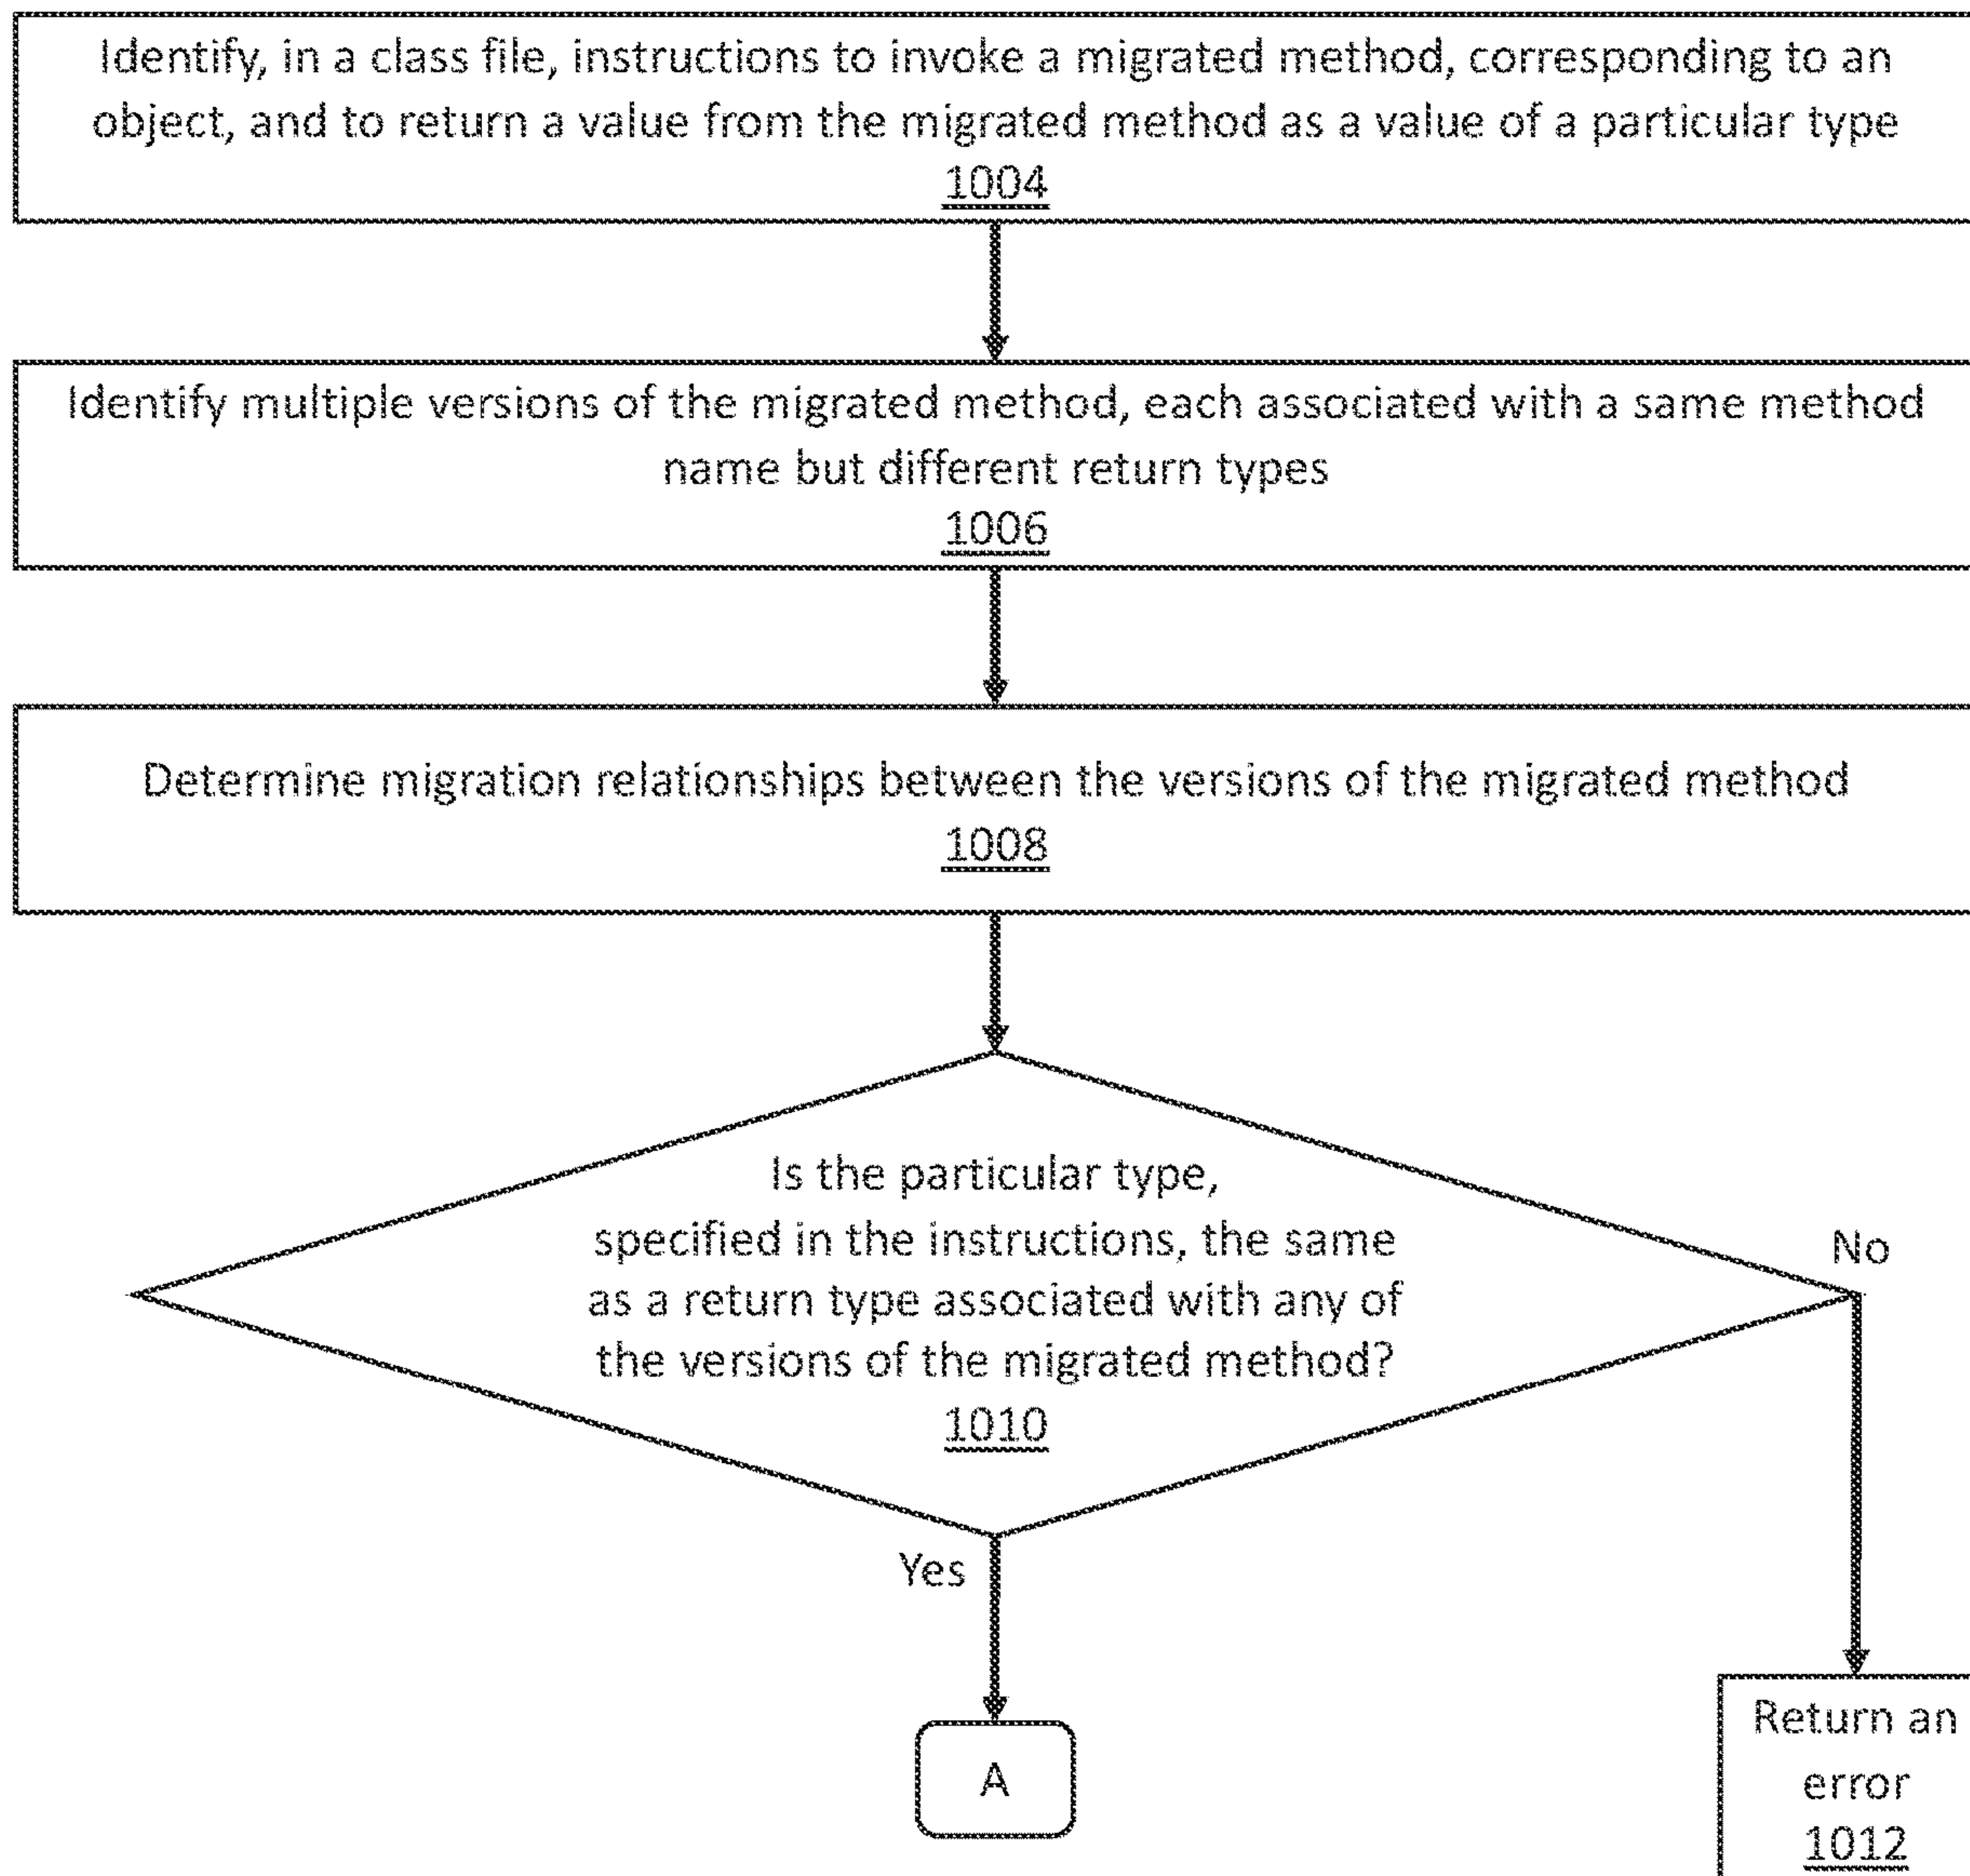 Identify, in a class file, instructions to invoke a migrated method, corresponding to an
object, and to return a value from the migrated method as a value of a particular type
1004
Identify multiple versions of the migrated method, each associated with a same method
name but different return types
1006
Determine migration relationships between the versions of the migrated method
1008
Is the particular type,
specified in the instructions, the same
as a return type associated with any of
the versions of the migrated method?
1010
No
Yes
A
Return an
error
1012